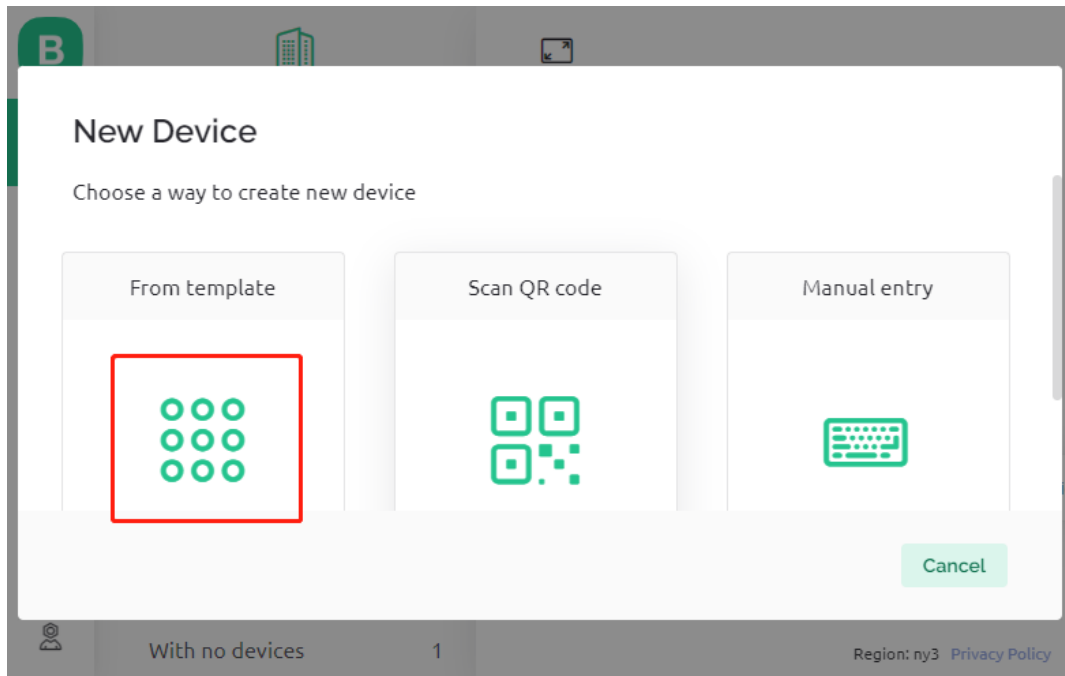 B
New Device
Choose a way to create new device
From template
Scan QR code
Manual entry
Cancel
With no devices 1
Region: ny3 Privacy Policy